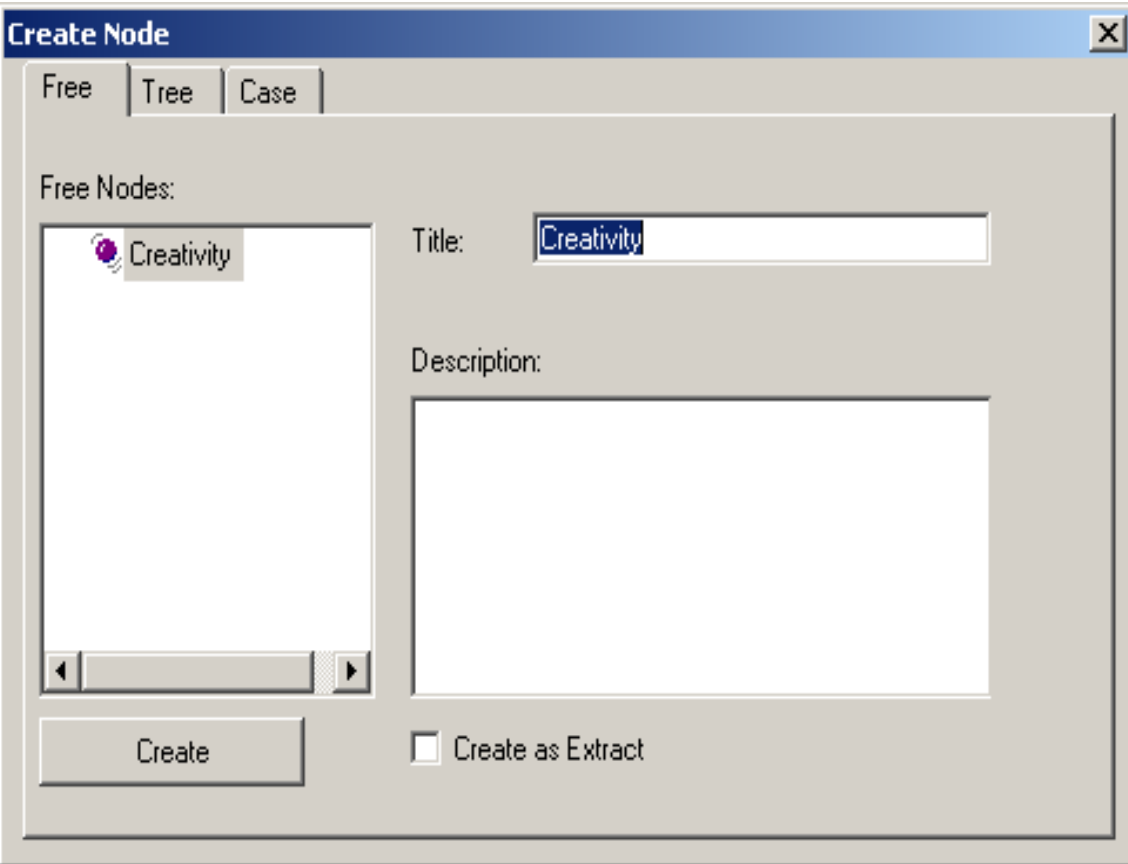 Create Node
Free Tree Case
Free Nodes:
Creativity
Title: Creativity
Description:
Create
Create as Extract